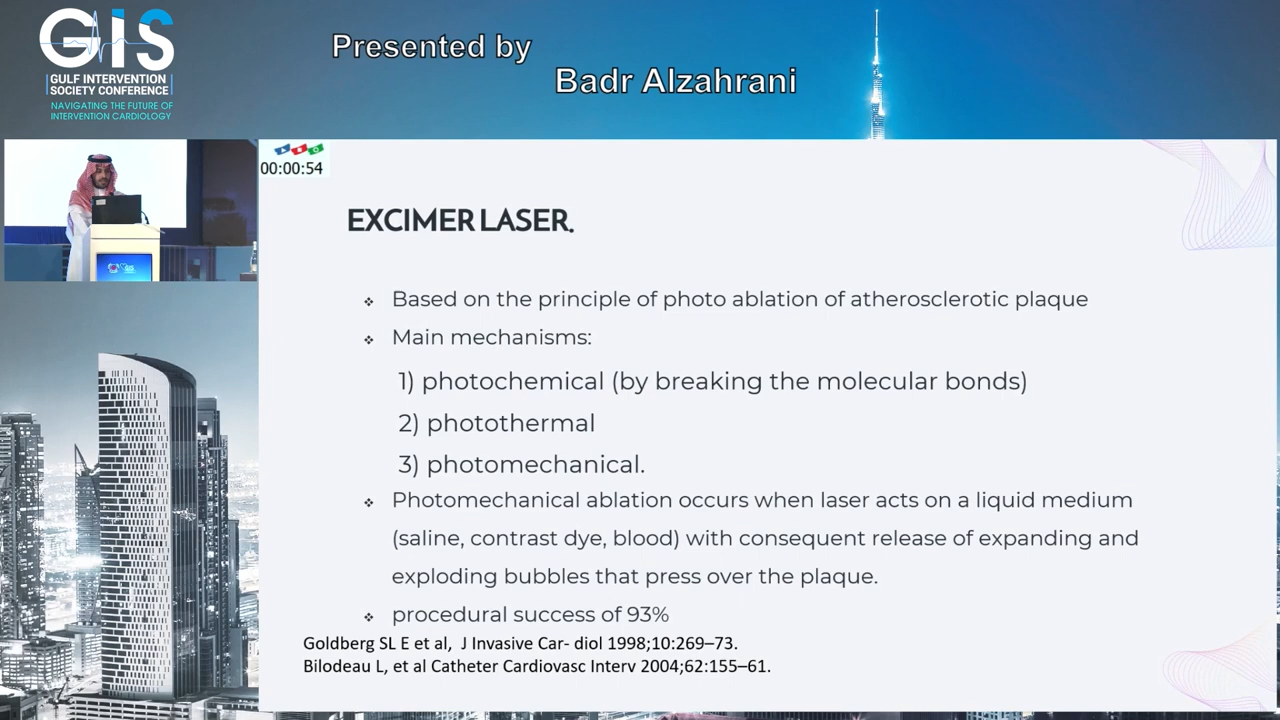 GIS
GULF INTERVENTION
SOCIETY CONFERENCE
NAVIGATING THE FUTURE OF
INTERVENTION CARDIOLOGY
Presented by
Badr Alzahrani
00:00:54
EXCIMER LASER.
Based on the principle of photo ablation of atherosclerotic plaque
Main mechanisms:
1) photochemical (by breaking the molecular bonds)
2) photothermal
3) photomechanical.
Photomechanical ablation occurs when laser acts on a liquid medium
(saline, contrast dye, blood) with consequent release of expanding and
exploding bubbles that press over the plaque.
procedural success of 93%
Goldberg SL E et al,  J Invasive Car- diol 1998;10:269–73.
Bilodeau L, et al Catheter Cardiovasc Interv 2004;62:155–61.